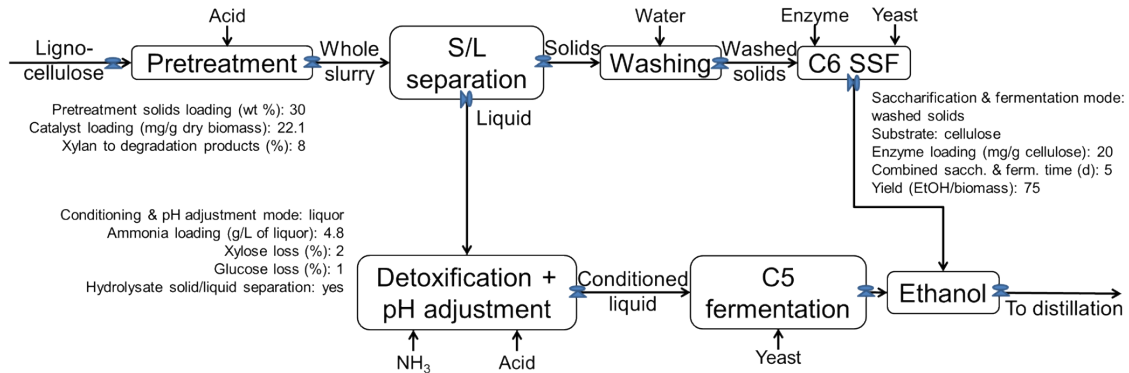 Acid
Water
Enzyme
Yeast
Ligno-
cellulose
Pretreatment
Whole
slurry
S/L
separation
Solids
Washing
Washed
solids
C6 SSF
Liquid
Pretreatment solids loading (wt %): 30
Catalyst loading (mg/g dry biomass): 22.1
Xylan to degradation products (%): 8
Saccharification & fermentation mode:
washed solids
Substrate: cellulose
Enzyme loading (mg/g cellulose): 20
Combined sacch. & ferm. time (d): 5
Yield (EtOH/biomass): 75
Conditioning & pH adjustment mode: liquor
Ammonia loading (g/L of liquor): 4.8
Xylose loss (%): 2
Glucose loss (%): 1
Hydrolysate solid/liquid separation: yes
Detoxification +
pH adjustment
Conditioned
liquid
C5
fermentation
Ethanol
To distillation
NH₃
Acid
Yeast